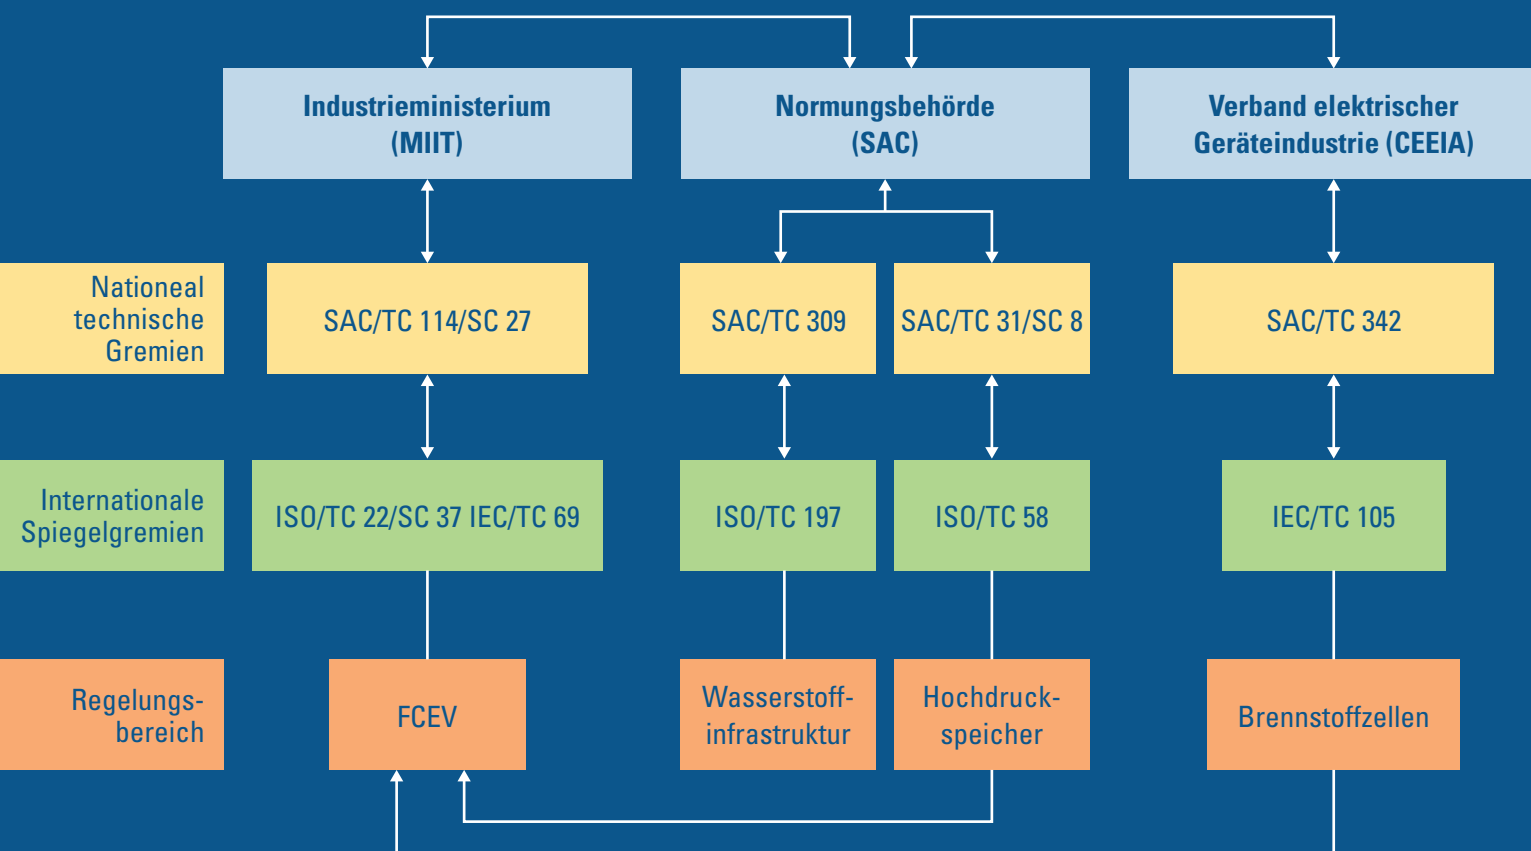 Industrieministerium
(MIIT)
Normungsbehörde
(SAC)
Verband elektrischer
Geräteindustrie (CEEIA)
Nationeal
technische
Gremien
SAC/TC 114/SC 27
SAC/TC 309
SAC/TC 31/SC 8
SAC/TC 342
Internationale
Spiegelgremien
ISO/TC 22/SC 37 IEC/TC 69
ISO/TC 197
ISO/TC 58
IEC/TC 105
Regelungs-
bereich
FCEV
Wasserstoff-
infrastruktur
Hochdruck-
speicher
Brennstoffzellen